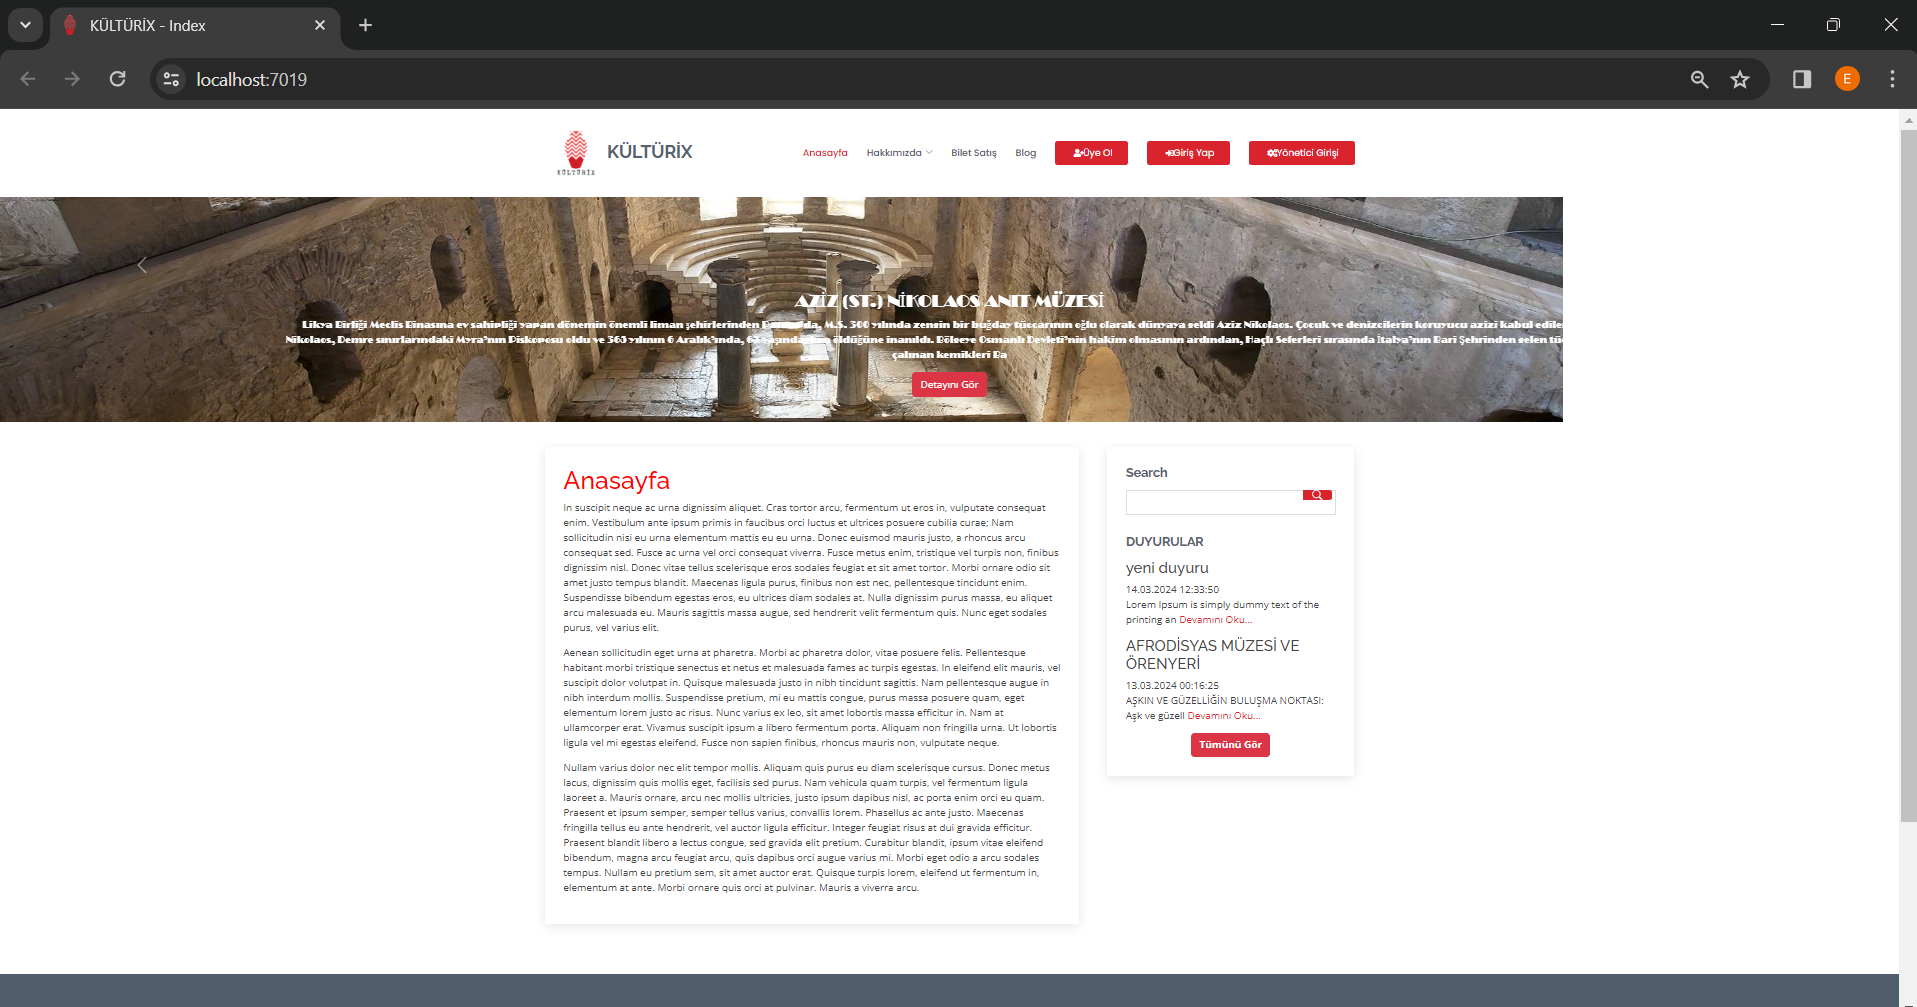 KÜLTÜRİX - Index
localhost:7019
E
KÜLTÜRİX
KÜLTÜRİX
Anasayfa
Hakkımızda
Bilet Satış
Blog
Üye Ol
Giriş Yap
Yönetici Girişi
AZİZ (ST.) NİKOLAOS ANIT MÜZESİ
Likya Birliği Meclis Binasına ev sahipliği yapan dönemin önemli liman şehirlerinden da, M.S. 300 yılında zengin bir buğday tüccarının oğlu olarak dünyaya geldi Aziz Nikolaos. Çocuk ve denizcilerin koruyucu azizi kabul edile
Nikolaos, Demre sınırlarındaki Myra'nın Piskoposu oldu ve 363 yılının 6 Aralık'ında, 6 yaşında öldüğüne inanıldı. Bölgeye Osmanlı Devleti'nin hakim olmasının ardından, Haçlı Seferleri sırasında İtalya'nın Bari Şehrinden gelen tü
çalınan kemikleri Ba
Detayını Gör
Anasayfa
In suscipit neque ac urna dignissim aliquet. Cras tortor arcu, fermentum ut eros in, vulputate consequat
enim. Vestibulum ante ipsum primis in faucibus orci luctus et ultrices posuere cubilia curae; Nam
sollicitudin nisi eu urna elementum mattis eu eu urna. Donec euismod mauris justo, a rhoncus arcu
consequat sed. Fusce ac urna vel orci consequat viverra. Fusce metus enim, tristique vel turpis non, finibus
dignissim nisl. Donec vitae tellus scelerisque eros sodales feugiat et sit amet tortor. Morbi ornare odio sit
amet justo tempus blandit. Maecenas ligula purus, finibus non est nec, pellentesque tincidunt enim.
Suspendisse bibendum egestas eros, eu ultrices diam sodales at. Nulla dignissim purus massa, eu aliquet
arcu malesuada eu. Mauris sagittis massa augue, sed hendrerit velit fermentum quis. Nunc eget sodales
purus, vel varius elit.
Aenean sollicitudin eget urna at pharetra. Morbi ac pharetra dolor, vitae posuere felis. Pellentesque
habitant morbi tristique senectus et netus et malesuada fames ac turpis egestas. In eleifend elit mauris, vel
suscipit dolor volutpat in. Quisque malesuada justo in nibh tincidunt sagittis. Nam pellentesque augue in
nibh interdum mollis. Suspendisse pretium, mi eu mattis congue, purus massa posuere quam, eget
elementum lorem justo ac risus. Nunc varius ex leo, sit amet lobortis massa efficitur in. Nam at
ullamcorper erat. Vivamus suscipit ipsum a libero fermentum porta. Aliquam non fringilla urna. Ut lobortis
ligula vel mi egestas eleifend. Fusce non sapien finibus, rhoncus mauris non, vulputate neque.
Nullam varius dolor nec elit tempor mollis. Aliquam quis purus eu diam scelerisque cursus. Donec metus
lacus, dignissim quis mollis eget, facilisis sed purus. Nam vehicula quam turpis, vel fermentum ligula
laoreet a. Mauris ornare, arcu nec mollis ultricies, justo ipsum dapibus nisl, ac porta enim orci eu quam.
Praesent et ipsum semper, semper tellus varius, convallis lorem. Phasellus ac ante justo. Maecenas
fringilla tellus eu ante hendrerit, vel auctor ligula efficitur. Integer feugiat risus at dui gravida efficitur.
Praesent blandit libero a lectus congue, sed gravida elit pretium. Curabitur blandit, ipsum vitae eleifend
bibendum, magna arcu feugiat arcu, quis dapibus orci augue varius mi. Morbi eget odio a arcu sodales
tempus. Nullam eu pretium sem, sit amet auctor erat. Quisque turpis lorem, eleifend ut fermentum in,
elementum at ante. Morbi ornare quis orci at pulvinar. Mauris a viverra arcu.
Search
DUYURULAR
yeni duyuru
14.03.2024 12:33:50
Lorem Ipsum is simply dummy text of the
printing an Devamını Oku...
AFRODİSYAS MÜZESİ VE
ÖRENYERİ
13.03.2024 00:16:25
AŞKIN VE GÜZELLİĞİN BULUŞMA NOKTASI:
Aşk ve güzell Devamını Oku...
Tümünü Gör